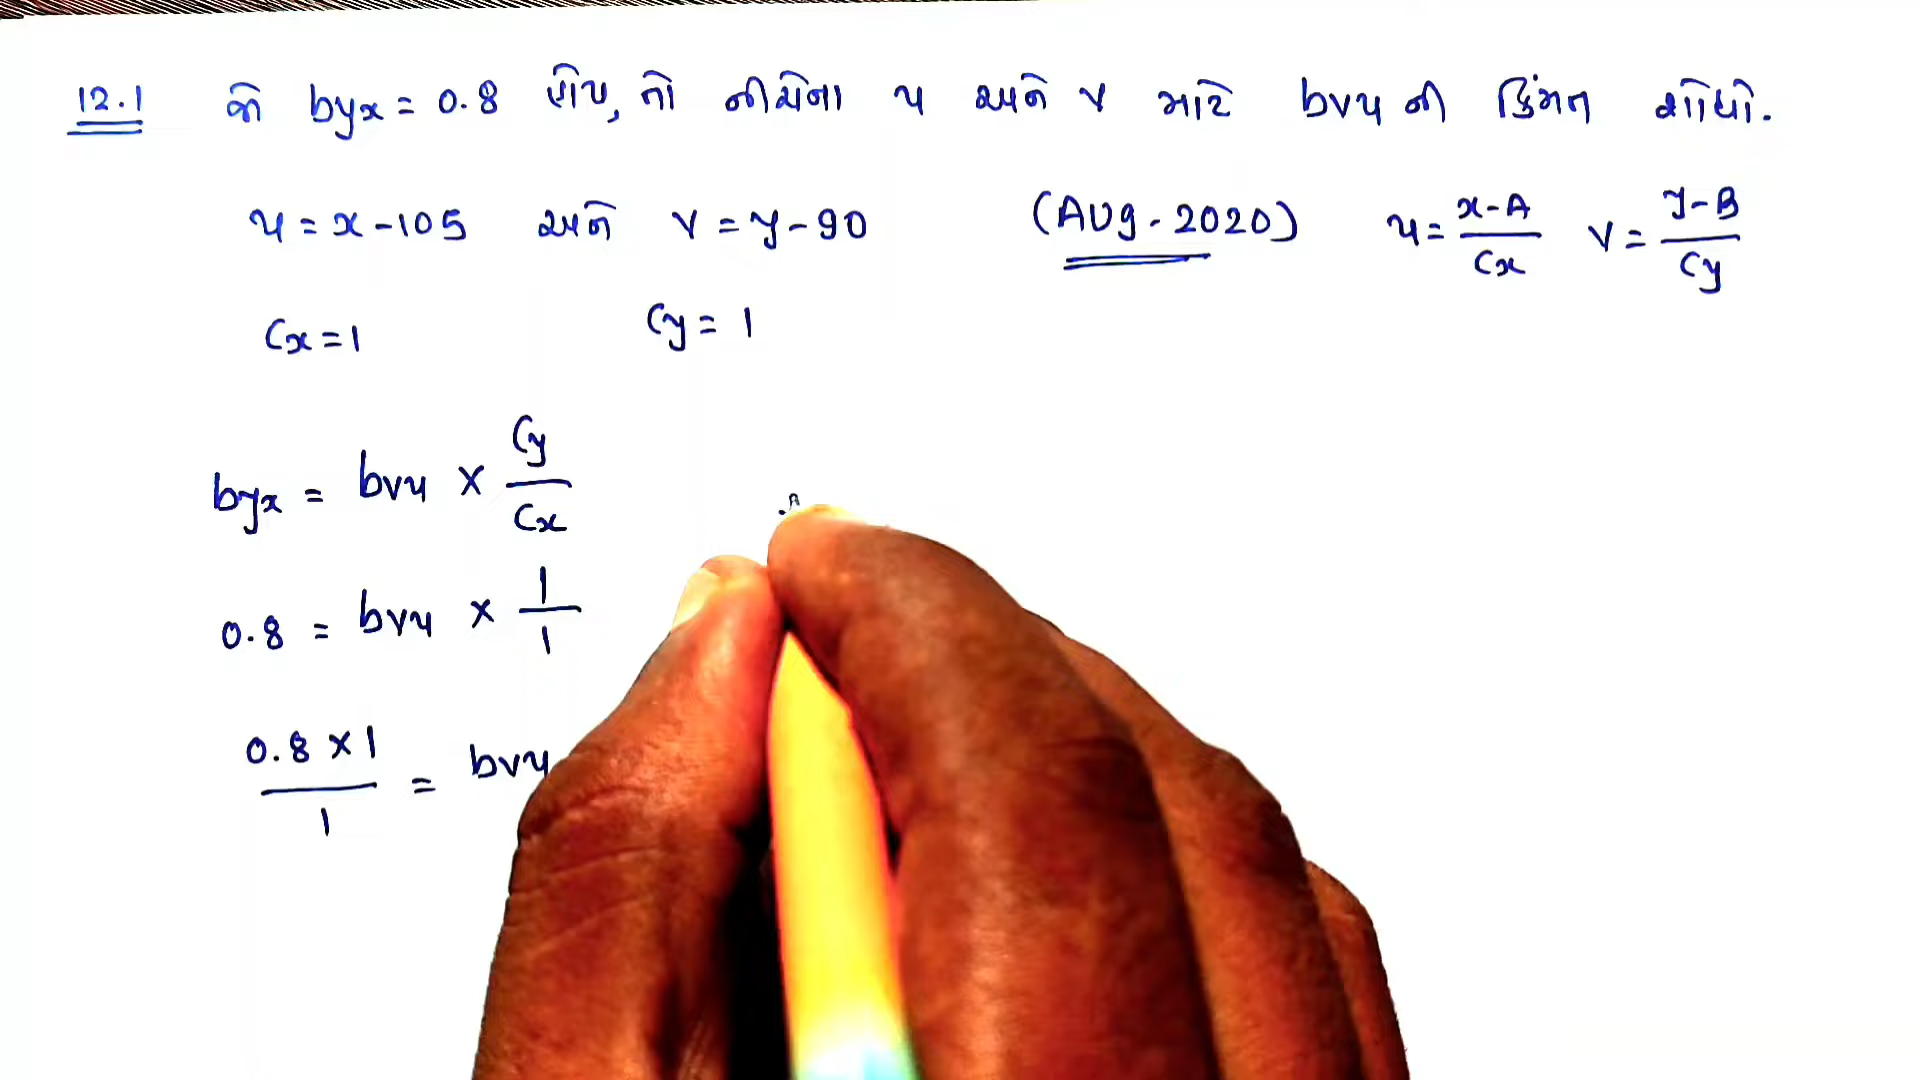 12.1 જો byx = 0.8 હોય, તો નીચેના u અને v માટે bvu ની કિંમત શોધો.
u = x - 105 અને v = y - 90 (AUG - 2020) u = x-A / Cx v = y-B / Cy
Cx = 1 Cy = 1
byx = bvu × Cy / Cx
0.8 = bvu × 1 / 1
0.8 × 1 / 1 = bvu